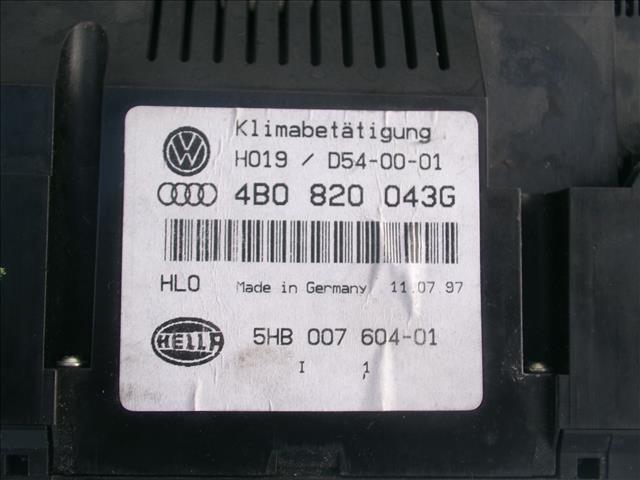 Klimabetätigung
H019 / D54-00-01
4B0 820 043G
HLO Made in Germany 11.07.97
HELLA 5HB 007 604-01
I 1